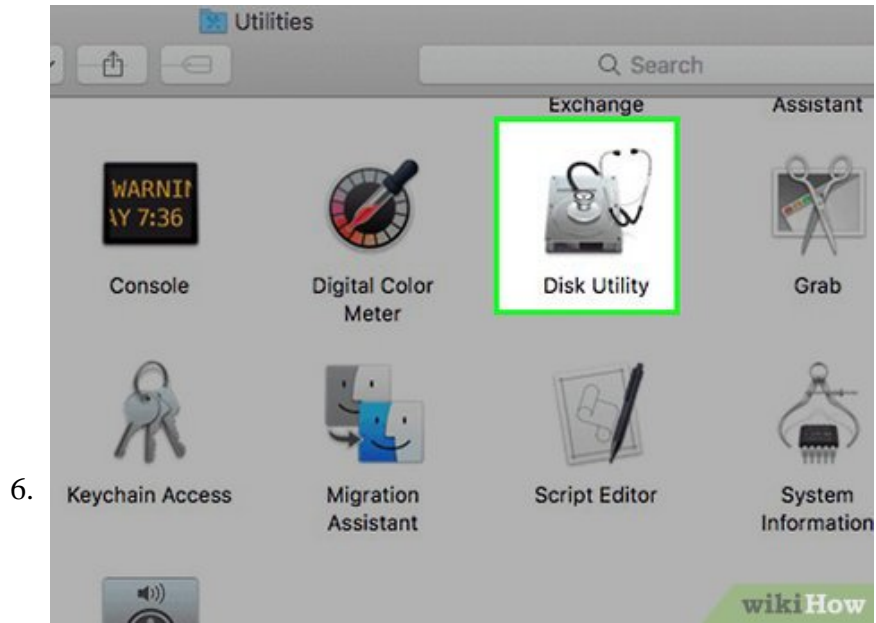 Utilities
Search
Exchange
Assistant
WARNIN
AY 7:36
Console
Digital Color
Meter
Disk Utility
Grab
6.
Keychain Access
Migration
Assistant
Script Editor
System
Information
wikiHow